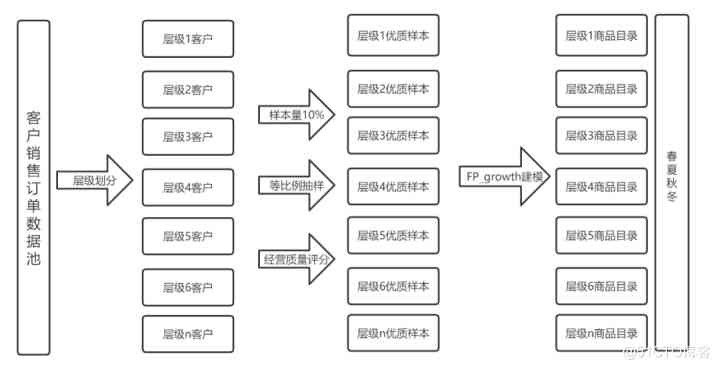 客户销售订单数据池
层级划分
层级1客户
层级2客户
层级3客户
层级4客户
层级5客户
层级6客户
层级n客户
样本量10%
等比例抽样
经营质量评分
层级1优质样本
层级2优质样本
层级3优质样本
层级4优质样本
层级5优质样本
层级6优质样本
层级n优质样本
FP_growth建模
层级1商品目录
层级2商品目录
层级3商品目录
层级4商品目录
层级5商品目录
层级6商品目录
层级n商品目录
春夏秋冬
@51CTO博客